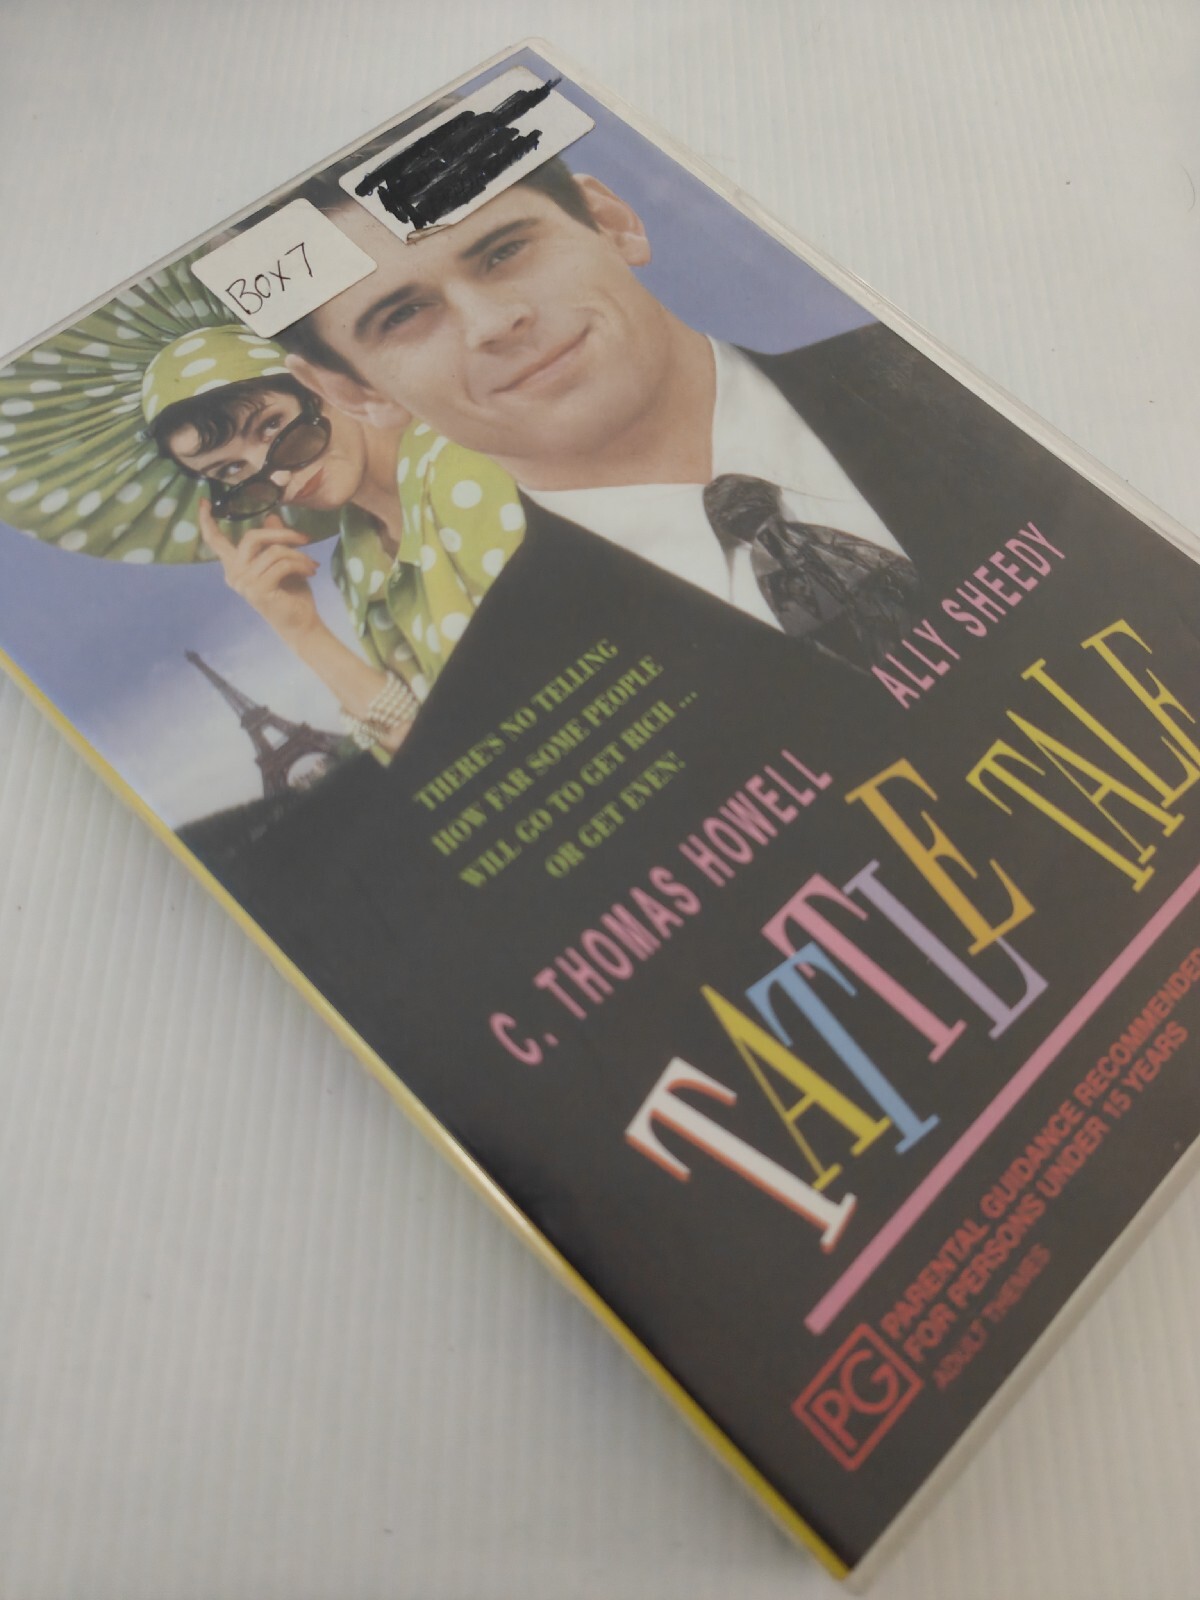 BOX 7
THERE'S NO TELLING
HOW FAR SOME PEOPLE
WILL GO TO GET RICH ...
OR GET EVEN!
C. THOMAS HOWELL
ALLY SHEEDY
TATTLE TALE
PG
PARENTAL GUIDANCE RECOMMENDED
FOR PERSONS UNDER 15 YEARS
ADULT THEMES